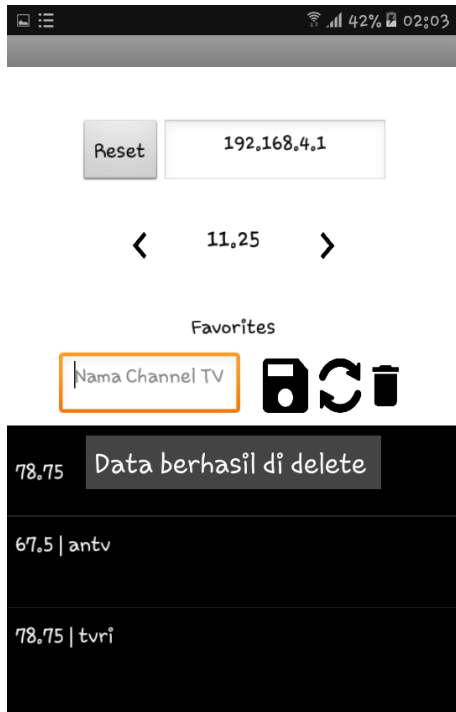 42% 02:03
Reset 192.168.4.1
11.25
Favorites
Nama Channel TV
78.75
Data berhasil di delete
67.5 | antv
78.75 | tvri